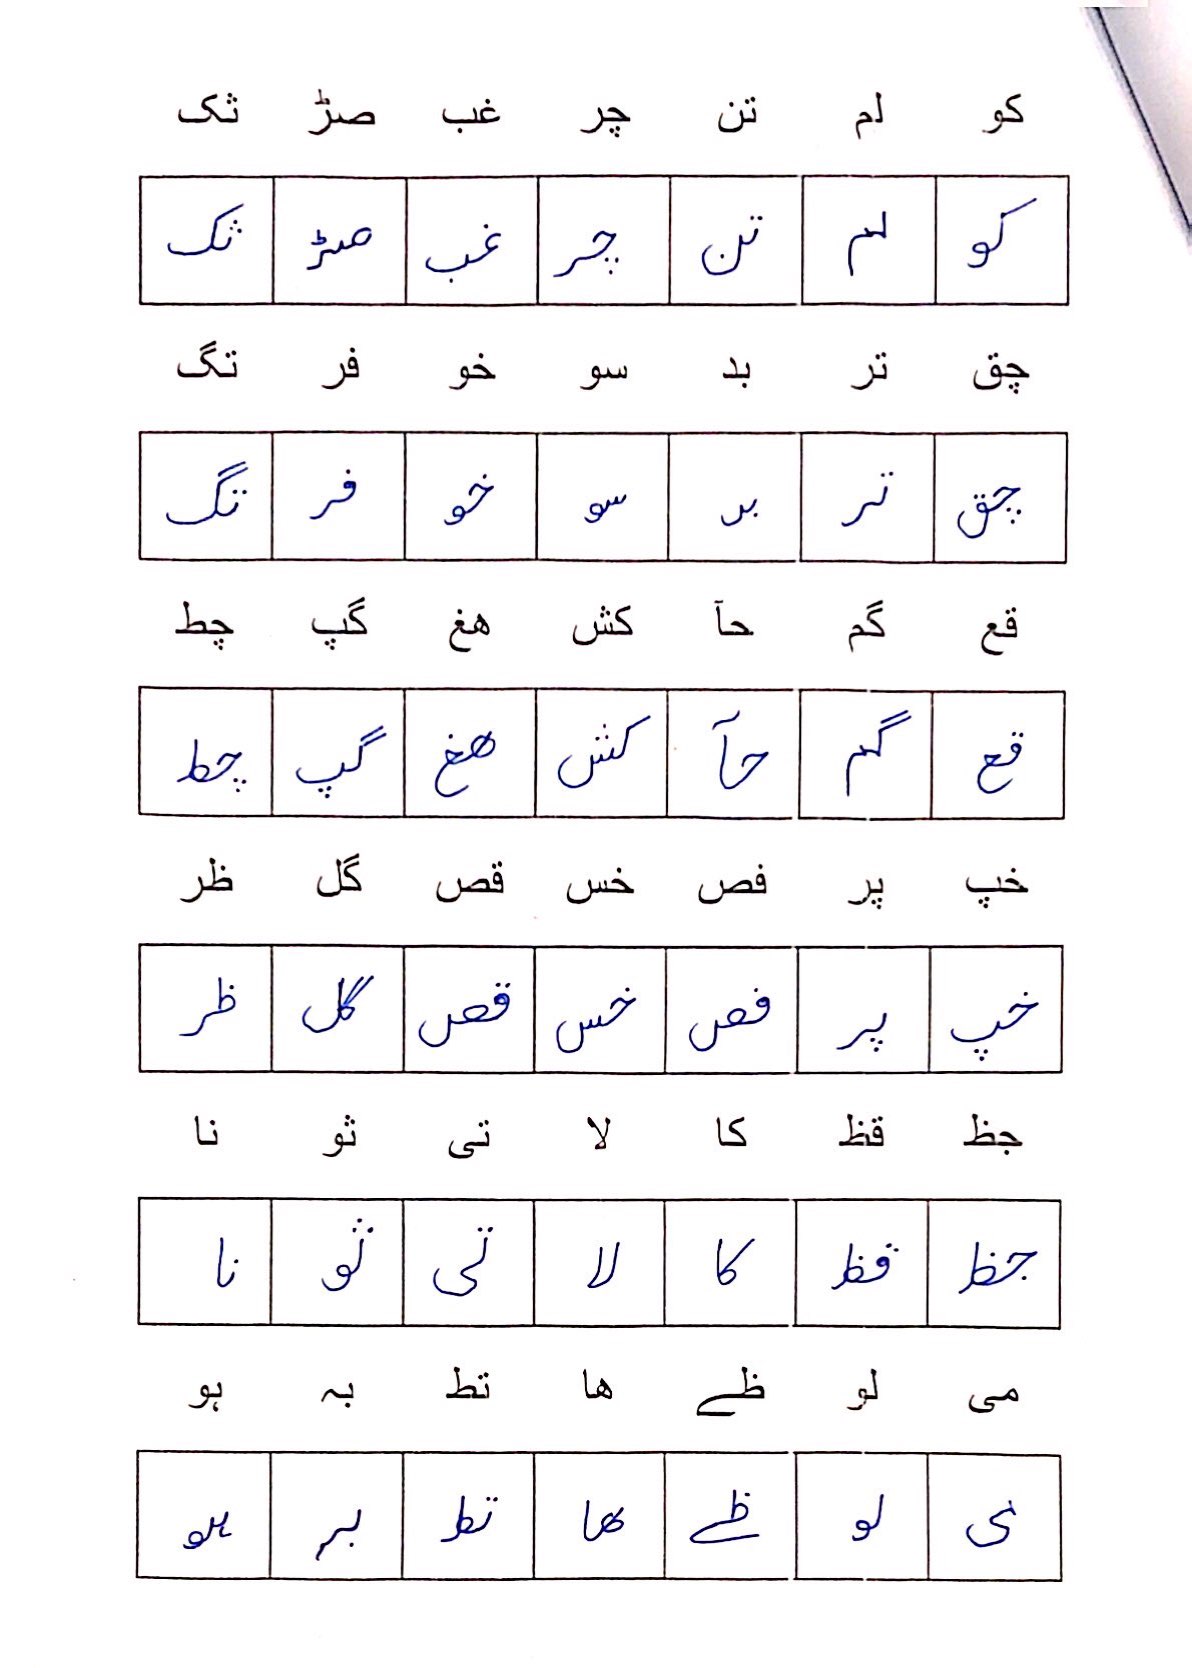 کو لم تن چر غب صڑ ثک
کو لم تن چر غب صڑ ثک
چق تر بد سو خو فر تگ
چق تر بد سو خو فر تگ
قع گم حآ کش ھغ گپ چط
قع گم حآ کش ھغ گپ چط
خپ پر فص خس قص گل ظر
خپ پر فص خس قص گل ظر
جظ قظ کا لا تی ثو نا
جظ قظ کا لا تی ثو نا
می لو ظے ھا تط بہ ہو
می لو ظے ھا تط بہ ہو